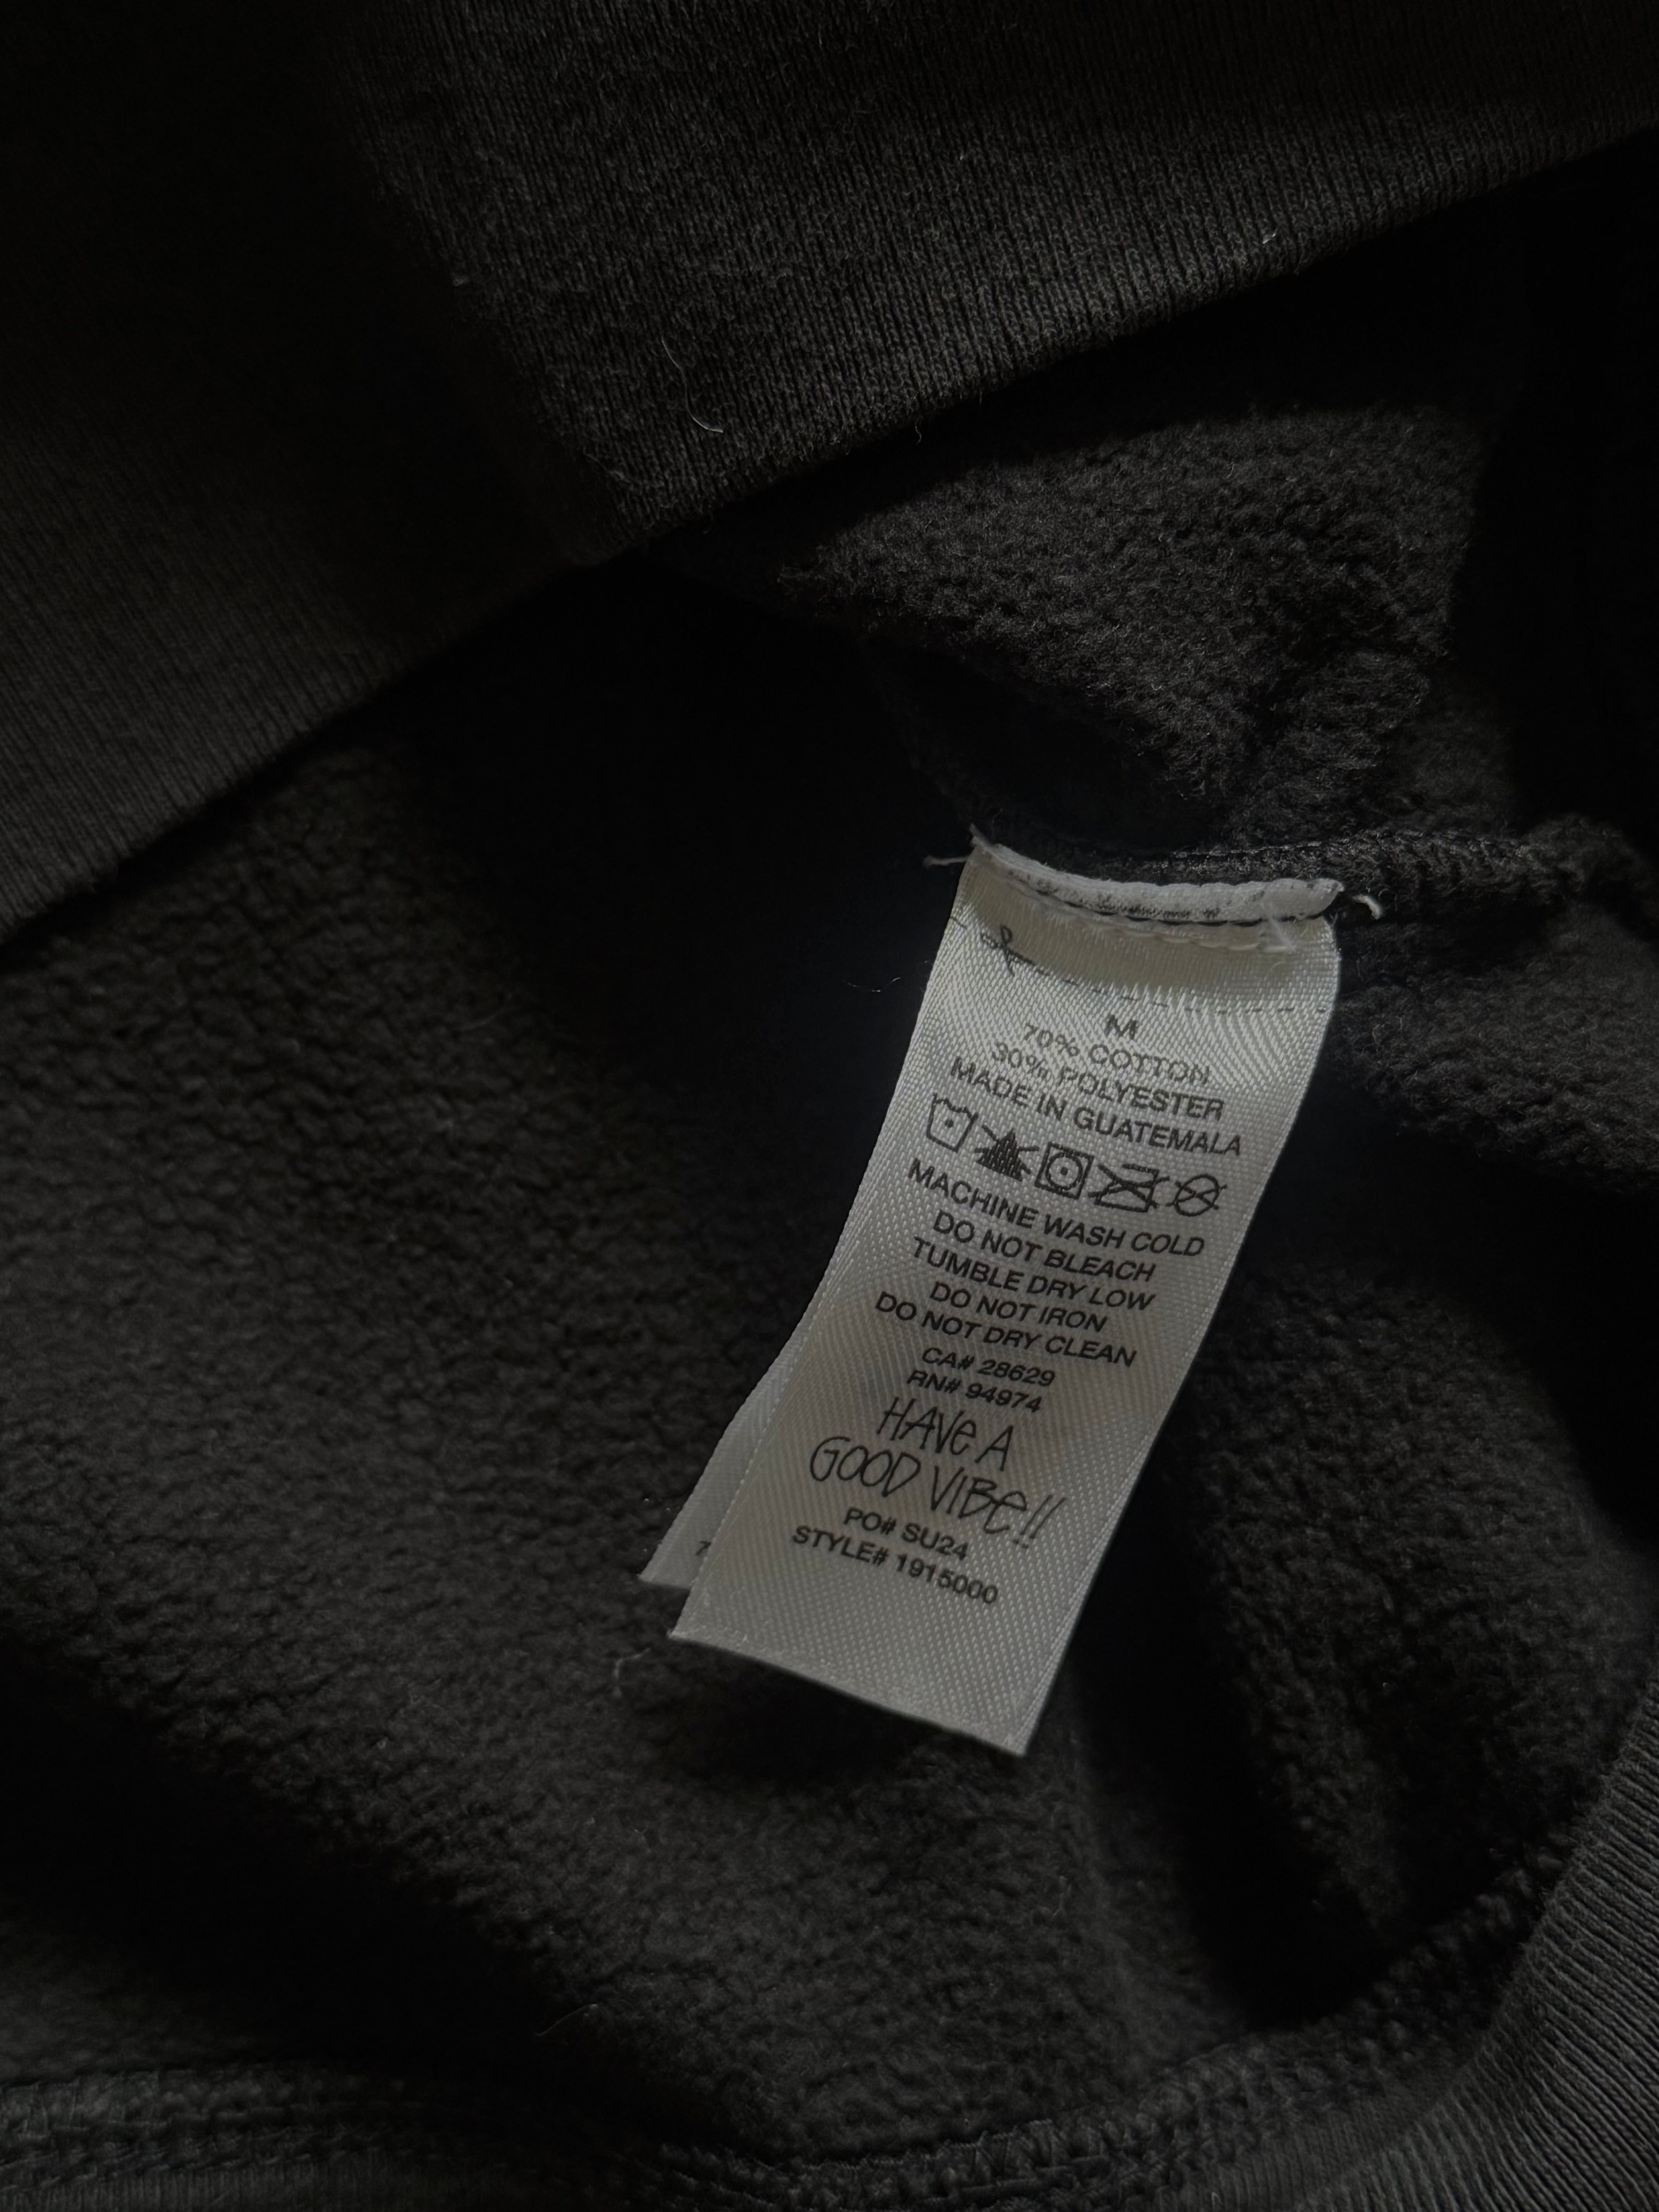 M
70% COTTON
30% POLYESTER
MADE IN GUATEMALA
MACHINE WASH COLD
DO NOT BLEACH
TUMBLE DRY LOW
DO NOT IRON
DO NOT DRY CLEAN
CA# 28629
RN# 94974
HAVE A
GOOD VIBE!!
PO# SU24
STYLE# 1915000